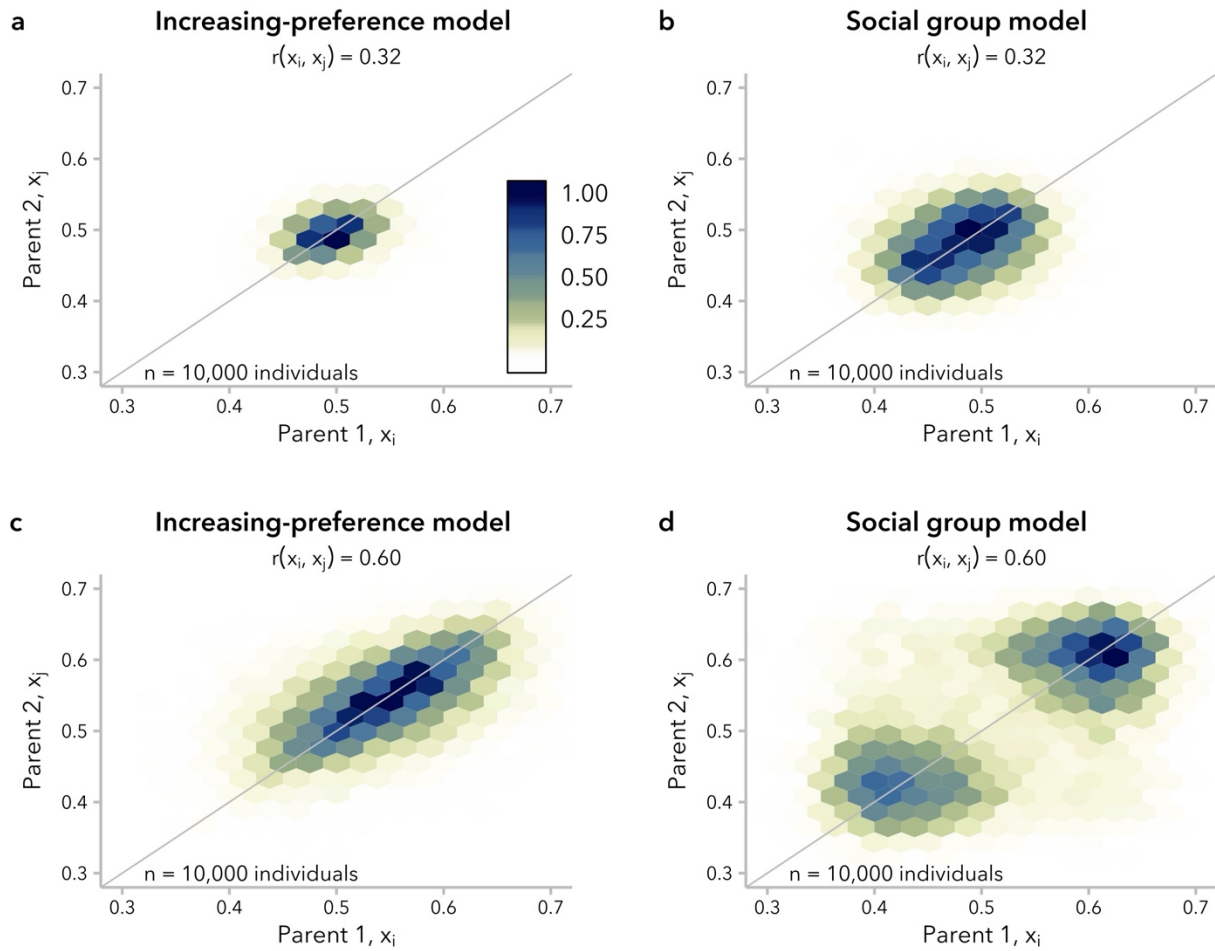 a
Increasing-preference model
r(xᵢ, xⱼ) = 0.32
0.7
0.6
0.5
0.4
0.3
Parent 2, xⱼ
1.00
0.75
0.50
0.25
n = 10,000 individuals
0.3 0.4 0.5 0.6 0.7
Parent 1, xᵢ
b
Social group model
r(xᵢ, xⱼ) = 0.32
0.7
0.6
0.5
0.4
0.3
Parent 2, xⱼ
n = 10,000 individuals
0.3 0.4 0.5 0.6 0.7
Parent 1, xᵢ
c
Increasing-preference model
r(xᵢ, xⱼ) = 0.60
0.7
0.6
0.5
0.4
0.3
Parent 2, xⱼ
n = 10,000 individuals
0.3 0.4 0.5 0.6 0.7
Parent 1, xᵢ
d
Social group model
r(xᵢ, xⱼ) = 0.60
0.7
0.6
0.5
0.4
0.3
Parent 2, xⱼ
n = 10,000 individuals
0.3 0.4 0.5 0.6 0.7
Parent 1, xᵢ